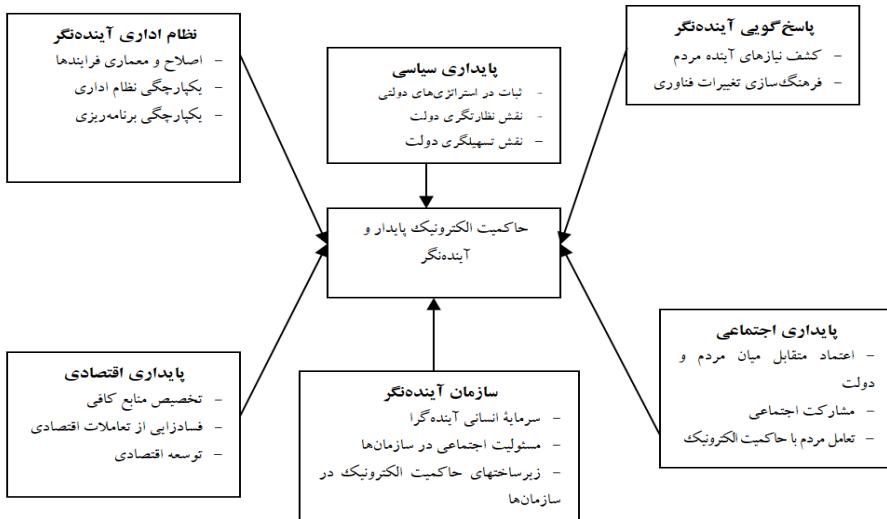 پاسخ‌گویی آینده‌نگر
– کشف نیازهای آینده مردم
– فرهنگ‌سازی تغییرات فناوری
پایداری سیاسی
- ثبات در استراتژی‌های دولتی
- نقش نظارتگری دولت
– نقش تسهیلگری دولت
نظام اداری آینده‌نگر
– اصلاح و معماری فرایندها
– یکپارچگی نظام اداری
– یکپارچگی برنامه‌ریزی
حاکمیت الکترونیک پایدار و
آینده‌نگر
پایداری اجتماعی
– اعتماد متقابل میان مردم و
دولت
– مشارکت اجتماعی
– تعامل مردم با حاکمیت الکترونیک
سازمان آینده‌نگر
– سرمایهٔ انسانی آینده‌گرا
– مسئولیت اجتماعی در سازمان‌ها
– زیرساختهای حاکمیت الکترونیک در
سازمان‌ها
پایداری اقتصادی
– تخصیص منابع کافی
– فسادزایی از تعاملات اقتصادی
– توسعه اقتصادی